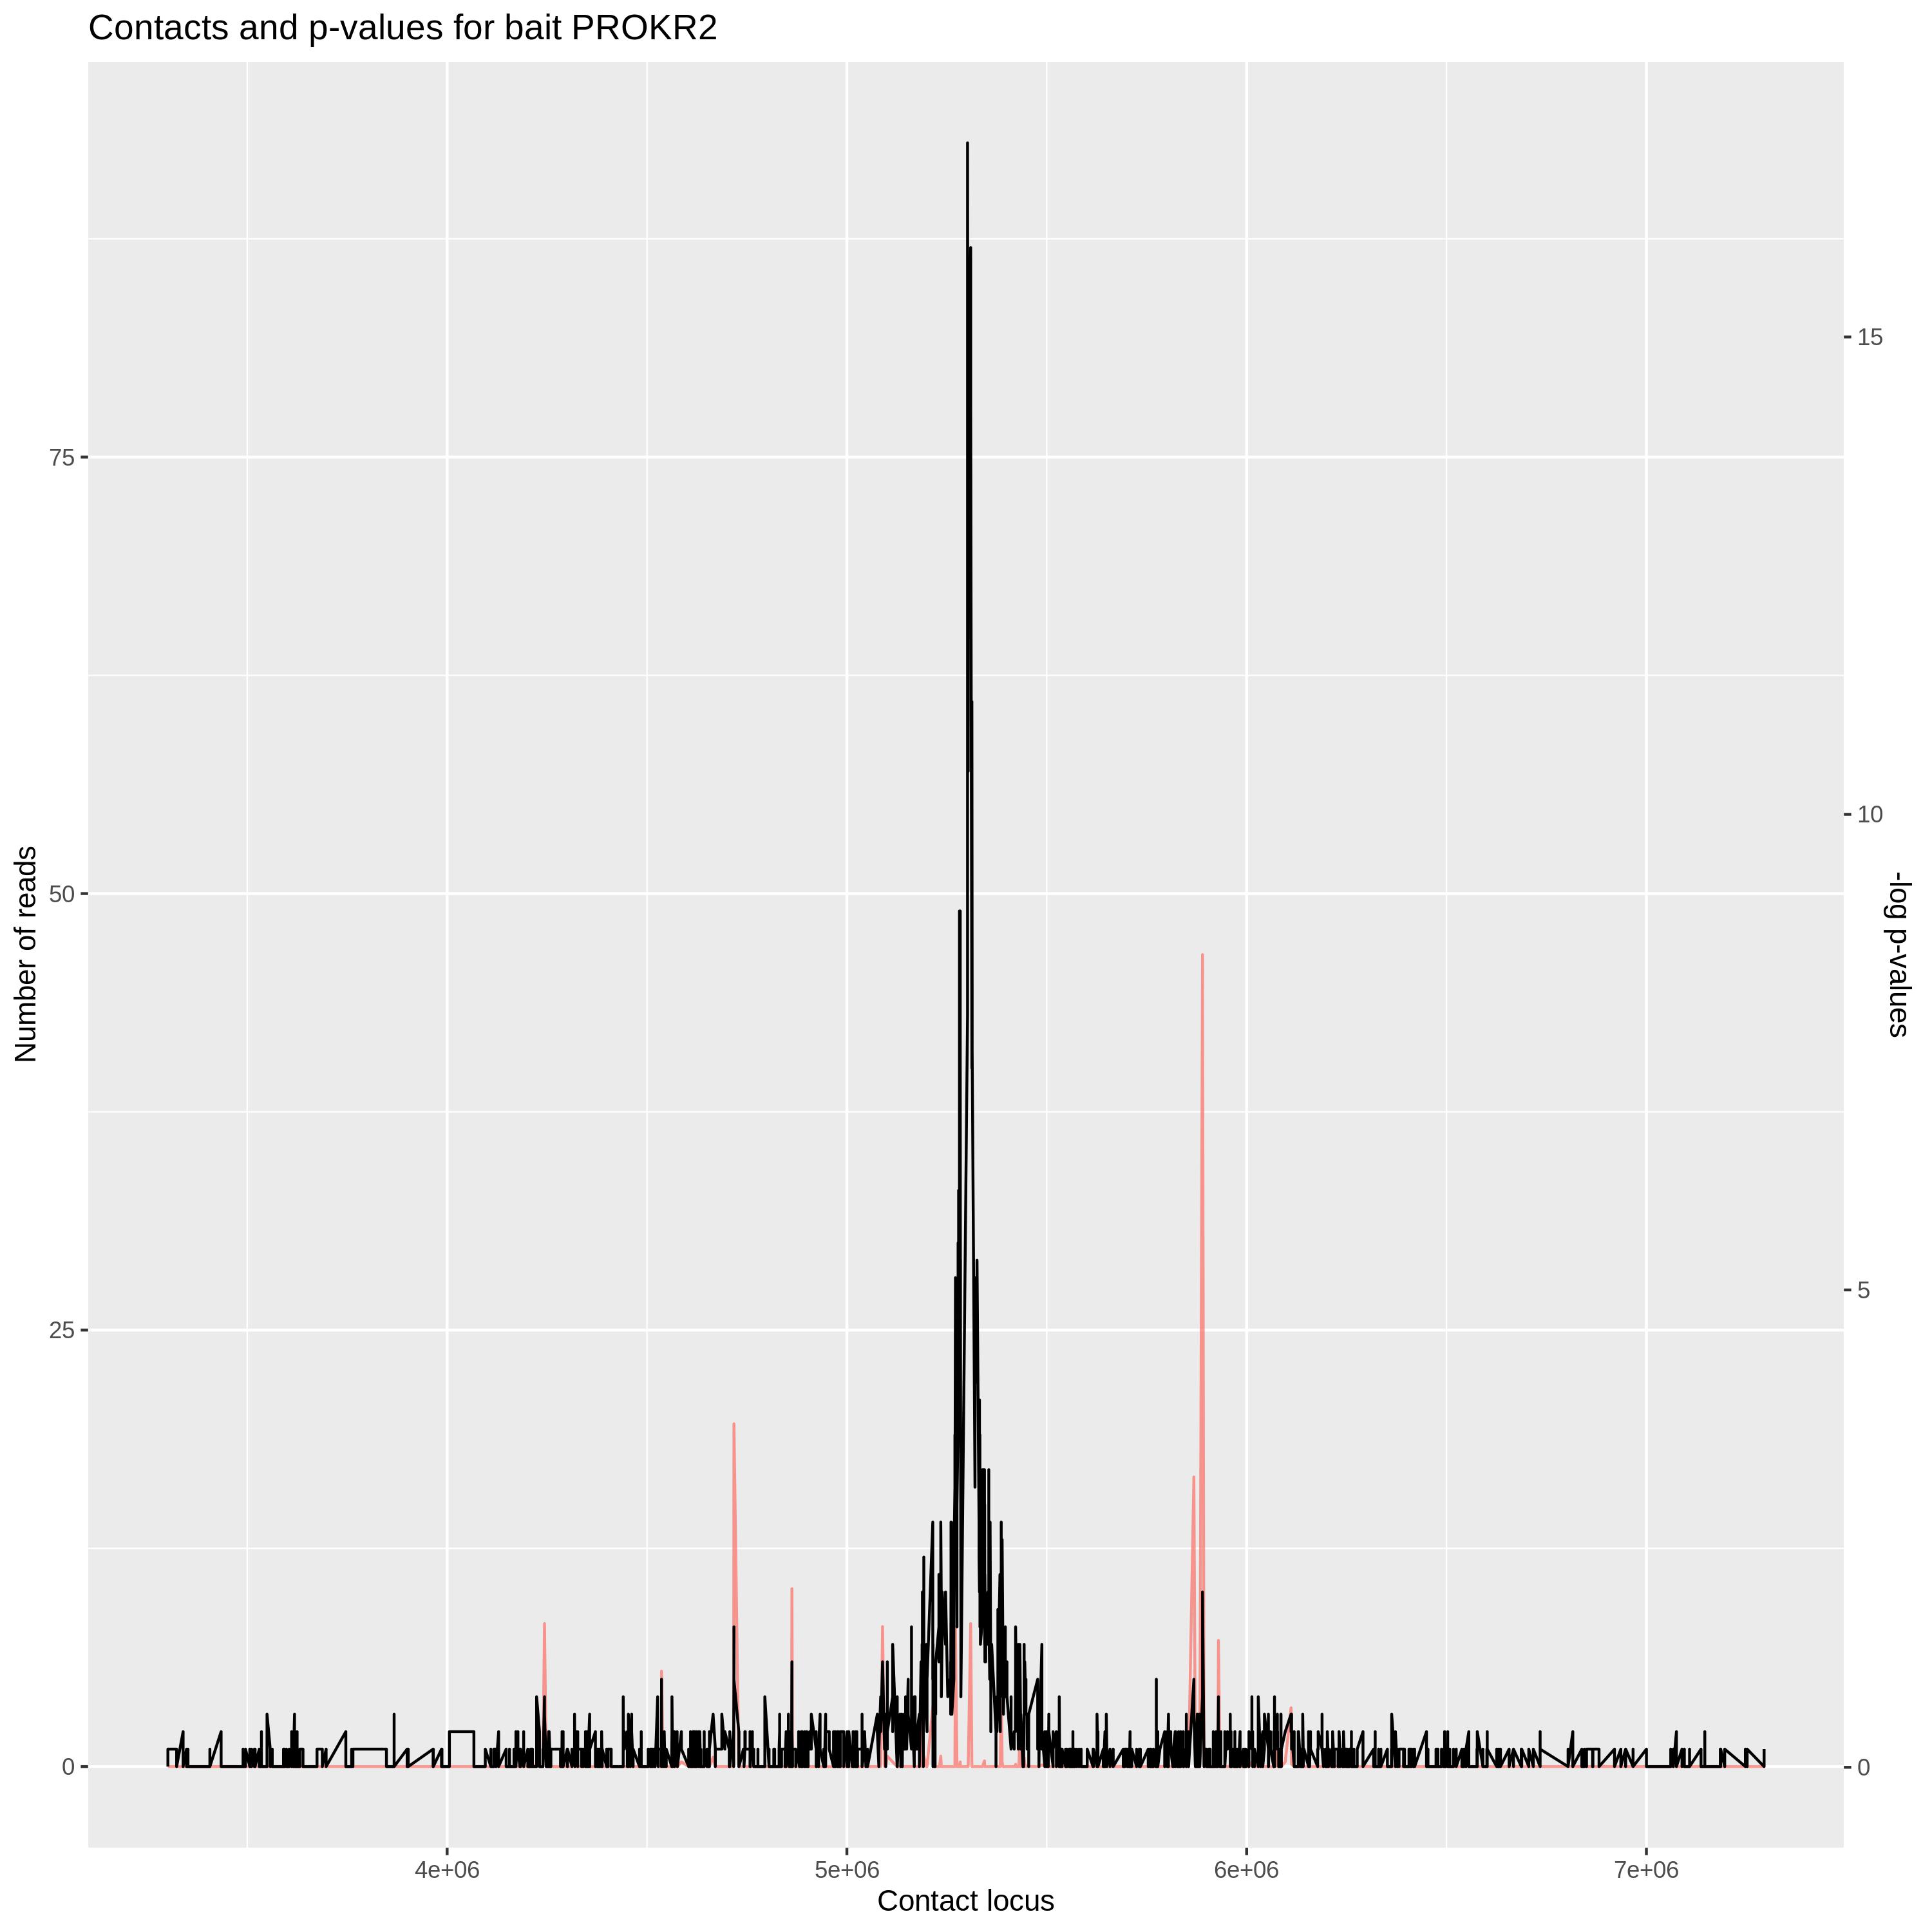 Contacts and p-values for bait PROKR2
Number of reads
75
50
25
0
15
10
5
0
-log p-values
4e+06 5e+06 6e+06 7e+06
Contact locus